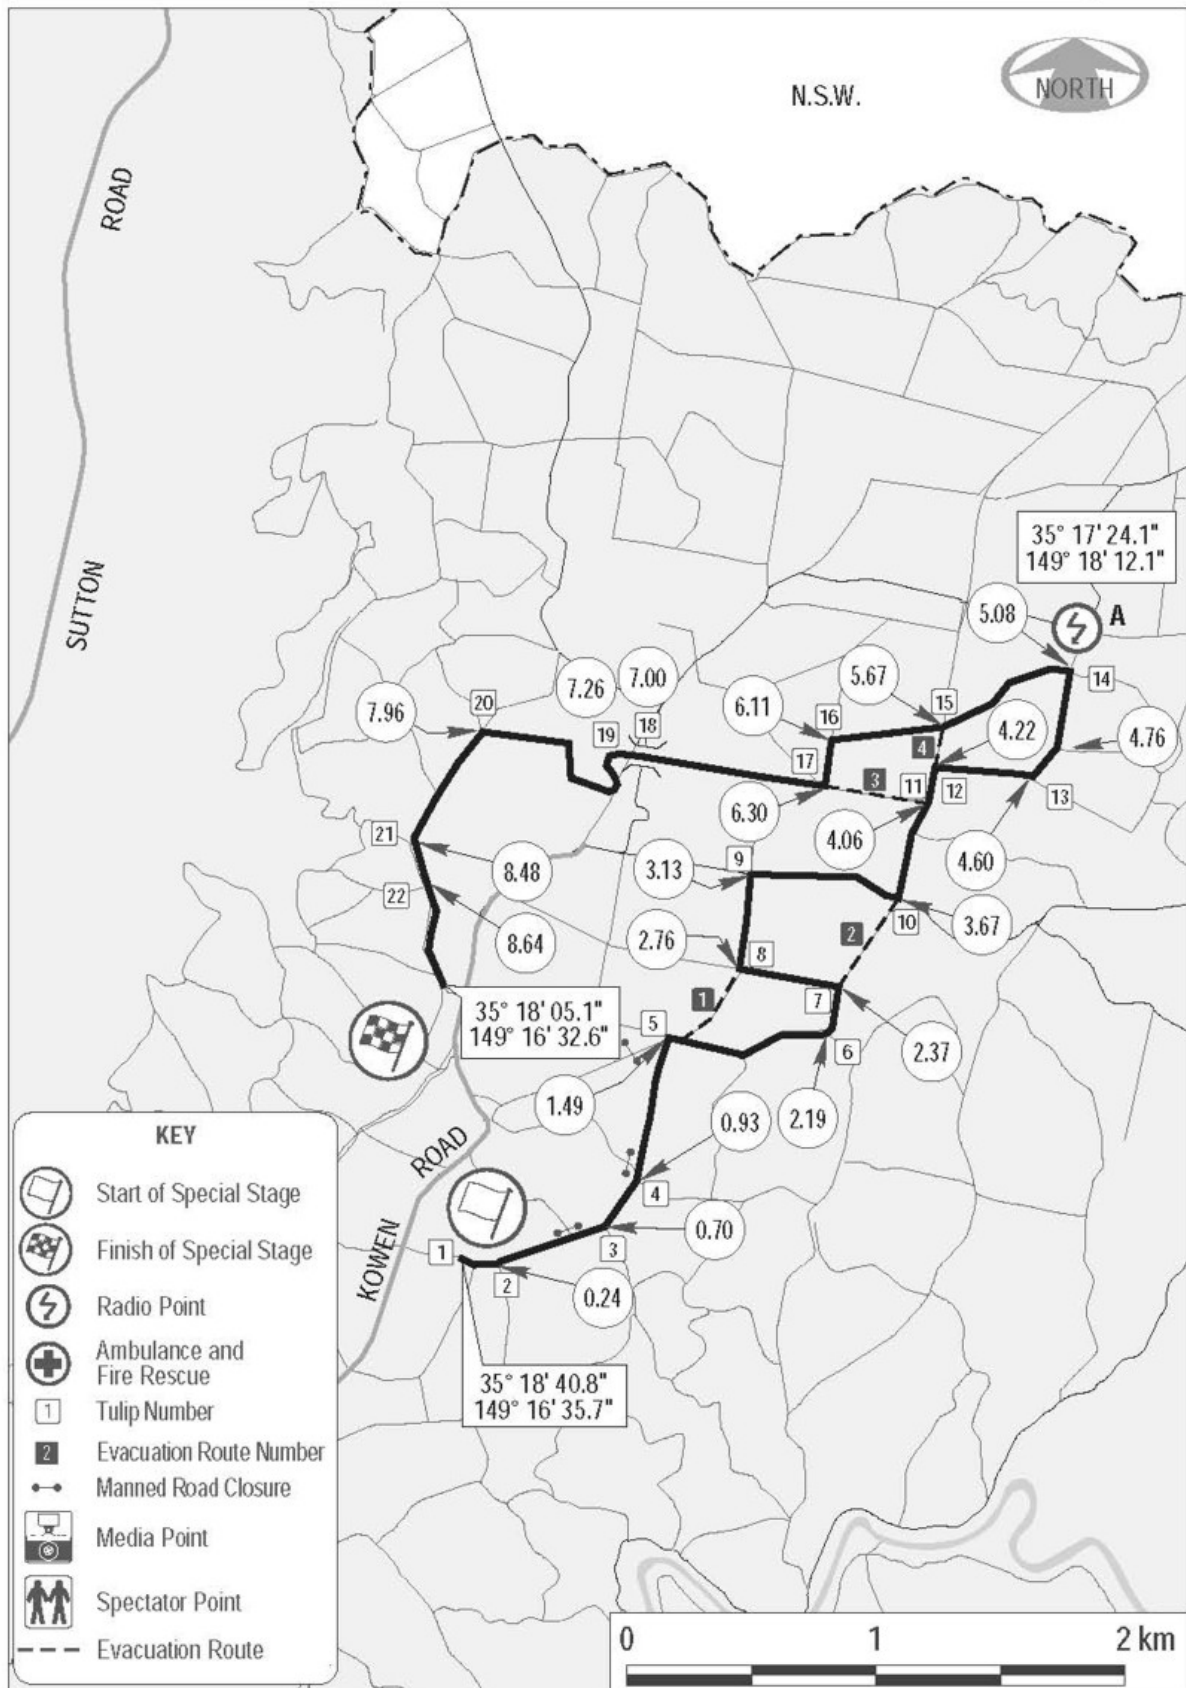 N.S.W.
NORTH
ROAD
SUTTON
35° 17' 24.1"
149° 18' 12.1"
5.08
A
7.00
7.26
5.67
14
20
6.11
15
7.96
18
16
4.22
19
4
4.76
17
3
11
12
13
6.30
21
4.06
9
8.48
3.13
4.60
22
10
3.67
2.76
2
8.64
8
1
7
35° 18' 05.1"
149° 16' 32.6"
5
6
2.37
1.49
0.93
2.19
ROAD
4
KOWEN
0.70
1
3
2
0.24
35° 18' 40.8"
149° 16' 35.7"
KEY
Start of Special Stage
Finish of Special Stage
Radio Point
Ambulance and
Fire Rescue
1
Tulip Number
2
Evacuation Route Number
Manned Road Closure
Media Point
Spectator Point
Evacuation Route
0 1 2 km